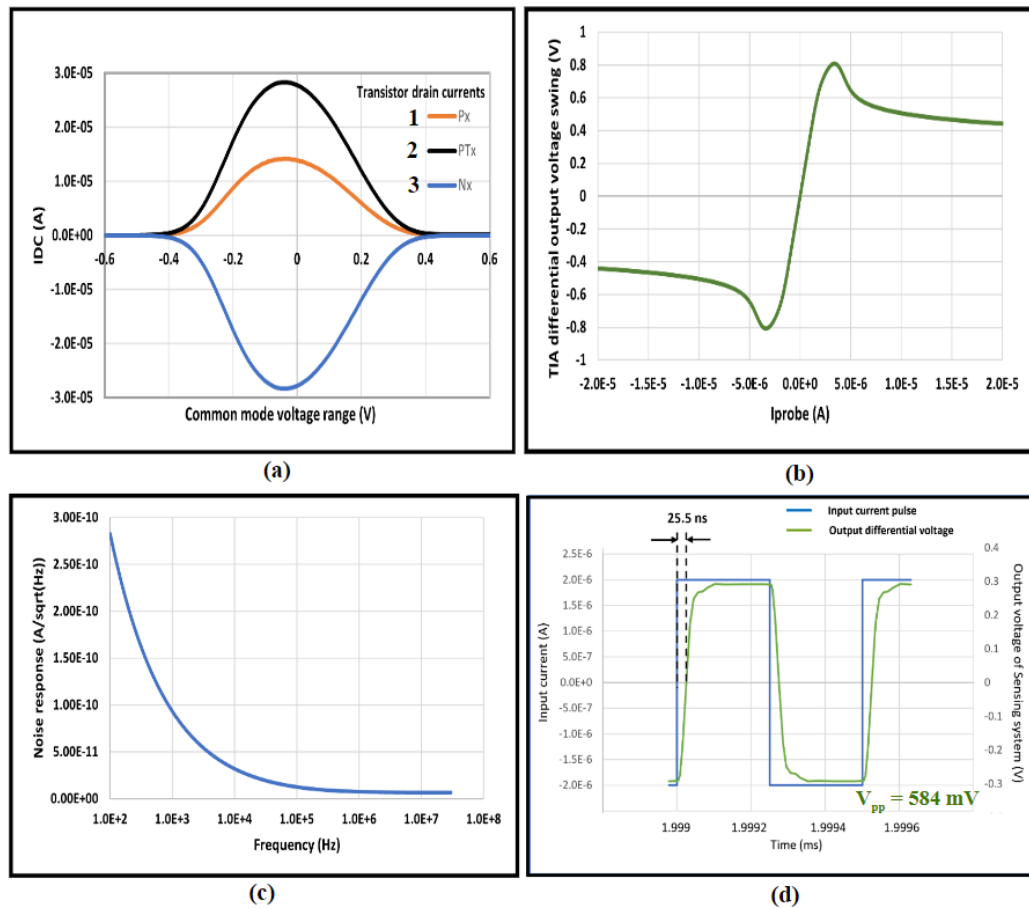 Transistor drain currents
1 Px
2 PTx
3 Nx
IDC (A)
3.0E-05
2.0E-05
1.0E-05
0.0E+00
-1.0E-05
-2.0E-05
-3.0E-05
-0.6 -0.4 -0.2 0 0.2 0.4 0.6
Common mode voltage range (V)
(a)
TIA differential output voltage swing (V)
1
0.8
0.6
0.4
0.2
0
-0.2
-0.4
-0.6
-0.8
-1
-2.0E-5 -1.5E-5 -1.0E-5 -5.0E-6 0.0E+0 5.0E-6 1.0E-5 1.5E-5 2.0E-5
Iprobe (A)
(b)
Noise response (A/sqrt(Hz))
3.00E-10
2.50E-10
2.00E-10
1.50E-10
1.00E-10
5.00E-11
0.00E+00
1.0E+2 1.0E+3 1.0E+4 1.0E+5 1.0E+6 1.0E+7 1.0E+8
Frequency (Hz)
(c)
25.5 ns
Input current pulse
Output differential voltage
Input current (A)
2.5E-6
2.0E-6
1.5E-6
1.0E-6
5.0E-7
0.0E+0
-5.0E-7
-1.0E-6
-1.5E-6
-2.0E-6
0.4
0.3
0.2
0.1
0
-0.1
-0.2
-0.3
Output voltage of Sensing system (V)
Vpp = 584 mV
1.999 1.9992 1.9994 1.9996
Time (ms)
(d)